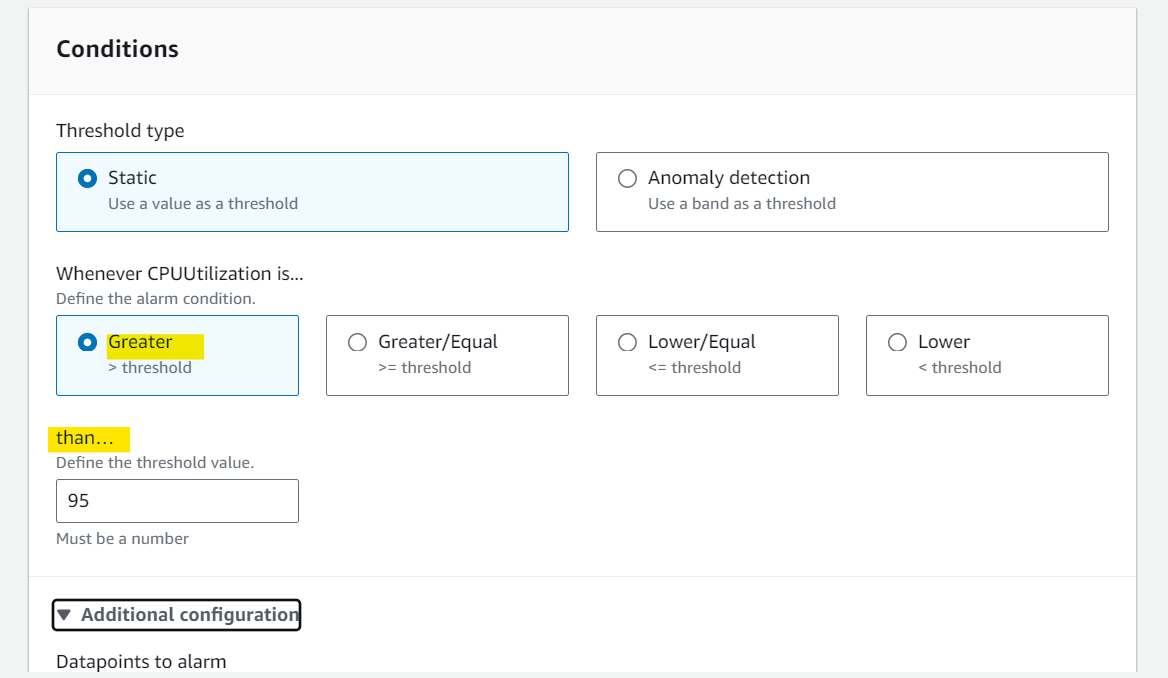 Conditions
Threshold type
Static
Use a value as a threshold
Anomaly detection
Use a band as a threshold
Whenever CPUUtilization is...
Define the alarm condition.
Greater
> threshold
Greater/Equal
>= threshold
Lower/Equal
<= threshold
Lower
< threshold
than...
Define the threshold value.
95
Must be a number
Additional configuration
Datapoints to alarm